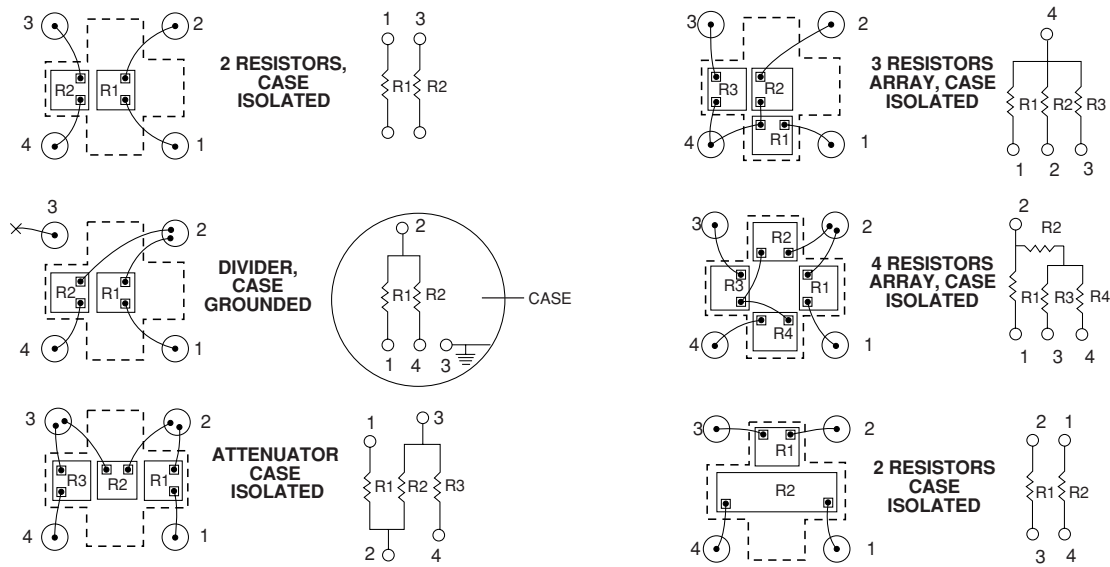 3
2
R2
R1
4
1
2 RESISTORS,
CASE
ISOLATED
1 3
R1 R2
3
2
R3
R2
R1
4
1
3 RESISTORS
ARRAY, CASE
ISOLATED
4
R1 R2 R3
1 2 3
3
2
R2
R1
4
1
DIVIDER,
CASE
GROUNDED
2
R1 R2
1 4 3
CASE
3
2
R2
R3
R1
R4
4
1
4 RESISTORS
ARRAY, CASE
ISOLATED
2
R2
R1 R3 R4
1 3 4
3
2
R3
R2
R1
4
1
ATTENUATOR
CASE
ISOLATED
1
3
R1 R2 R3
2
4
3
2
R1
R2
4
1
2 RESISTORS
CASE
ISOLATED
2 1
R1 R2
3 4